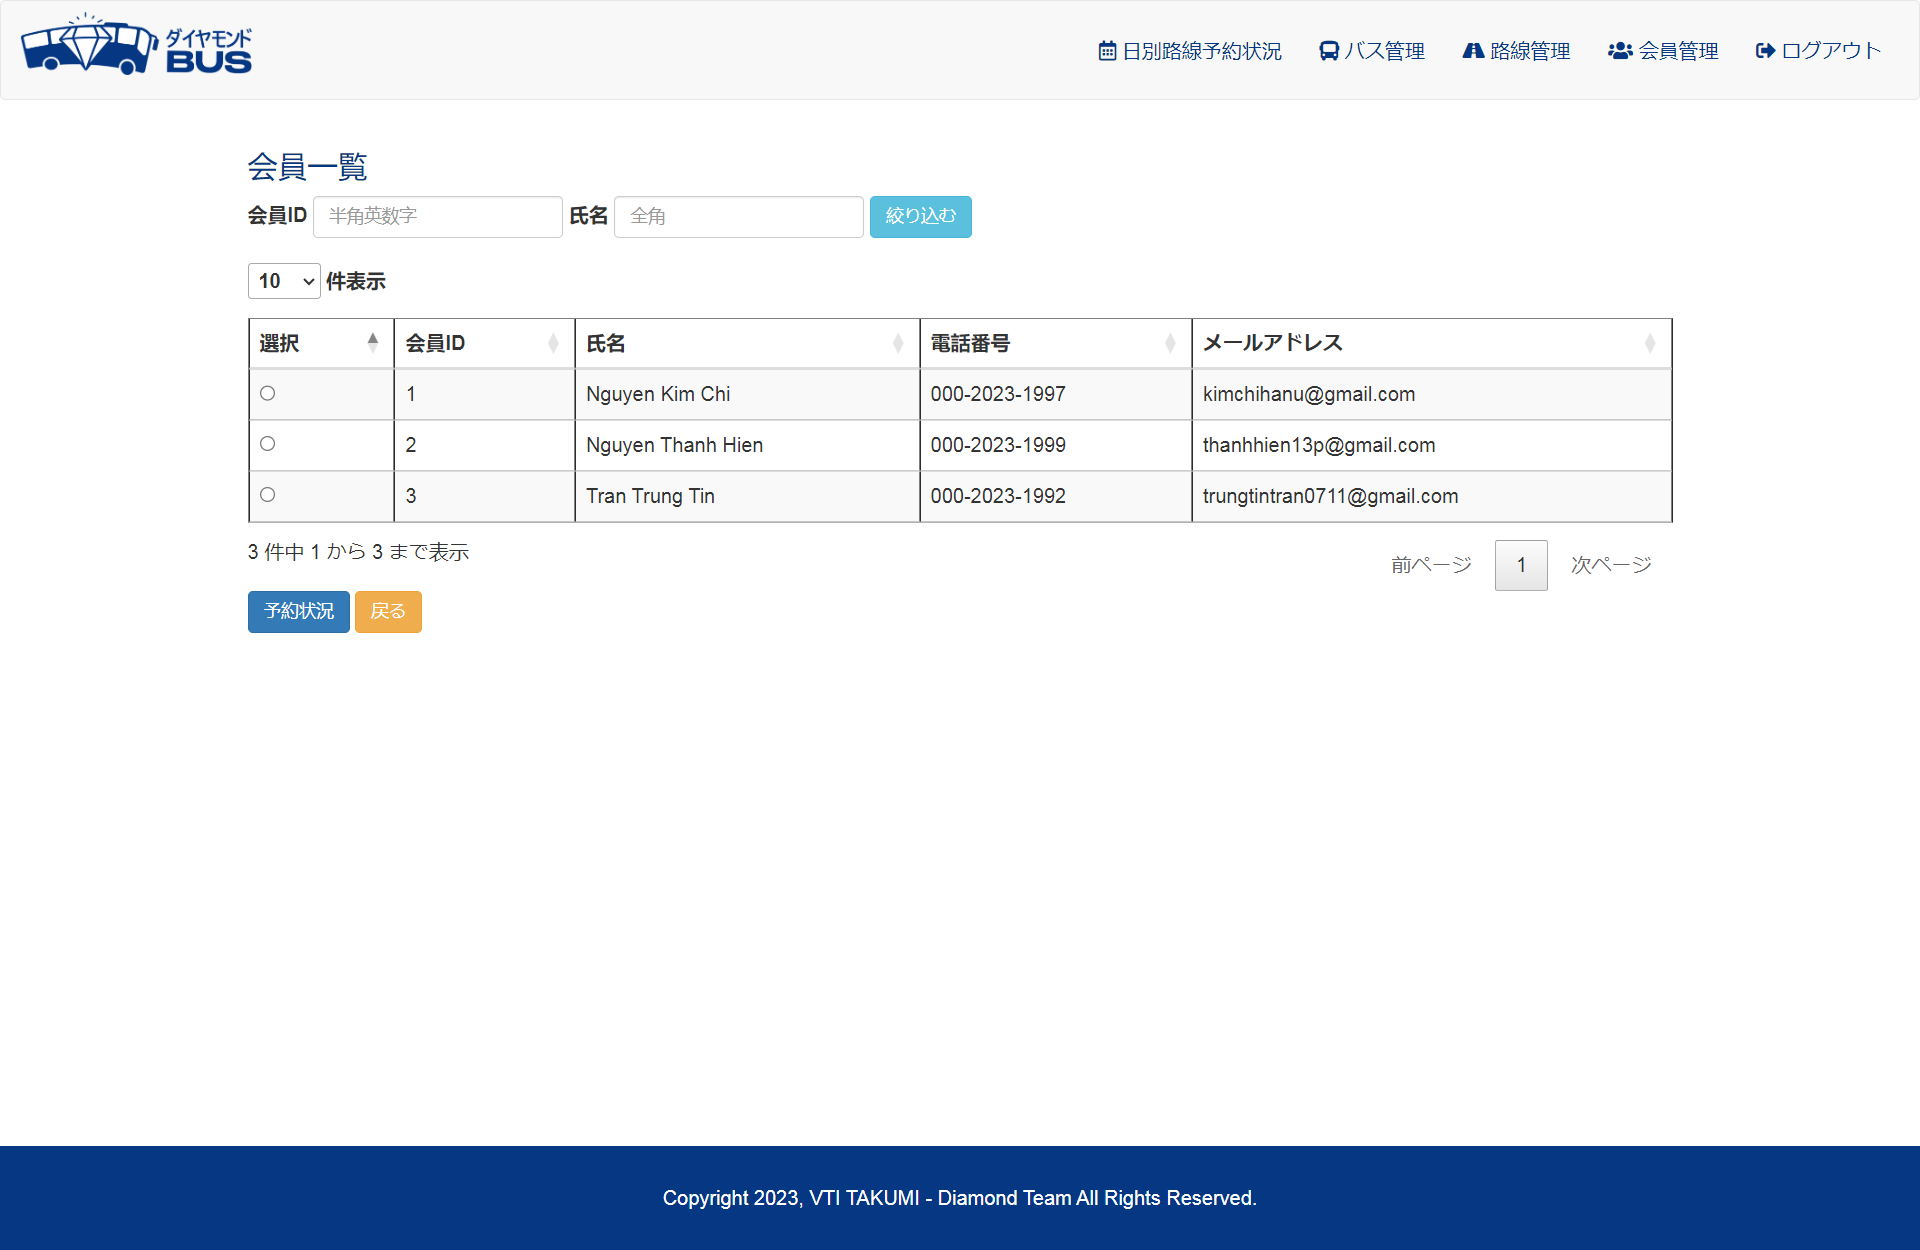 ダイヤモンド
BUS
日別路線予約状況 バス管理 路線管理 会員管理 ログアウト
会員一覧
会員ID 半角英数字 氏名 全角 絞り込む
10 件表示
選択 会員ID 氏名 電話番号 メールアドレス
1 Nguyen Kim Chi 000-2023-1997 kimchihanu@gmail.com
2 Nguyen Thanh Hien 000-2023-1999 thanhhien13p@gmail.com
3 Tran Trung Tin 000-2023-1992 trungtintran0711@gmail.com
3 件中 1 から 3 まで表示
前ページ 1 次ページ
予約状況 戻る
Copyright 2023, VTI TAKUMI - Diamond Team All Rights Reserved.